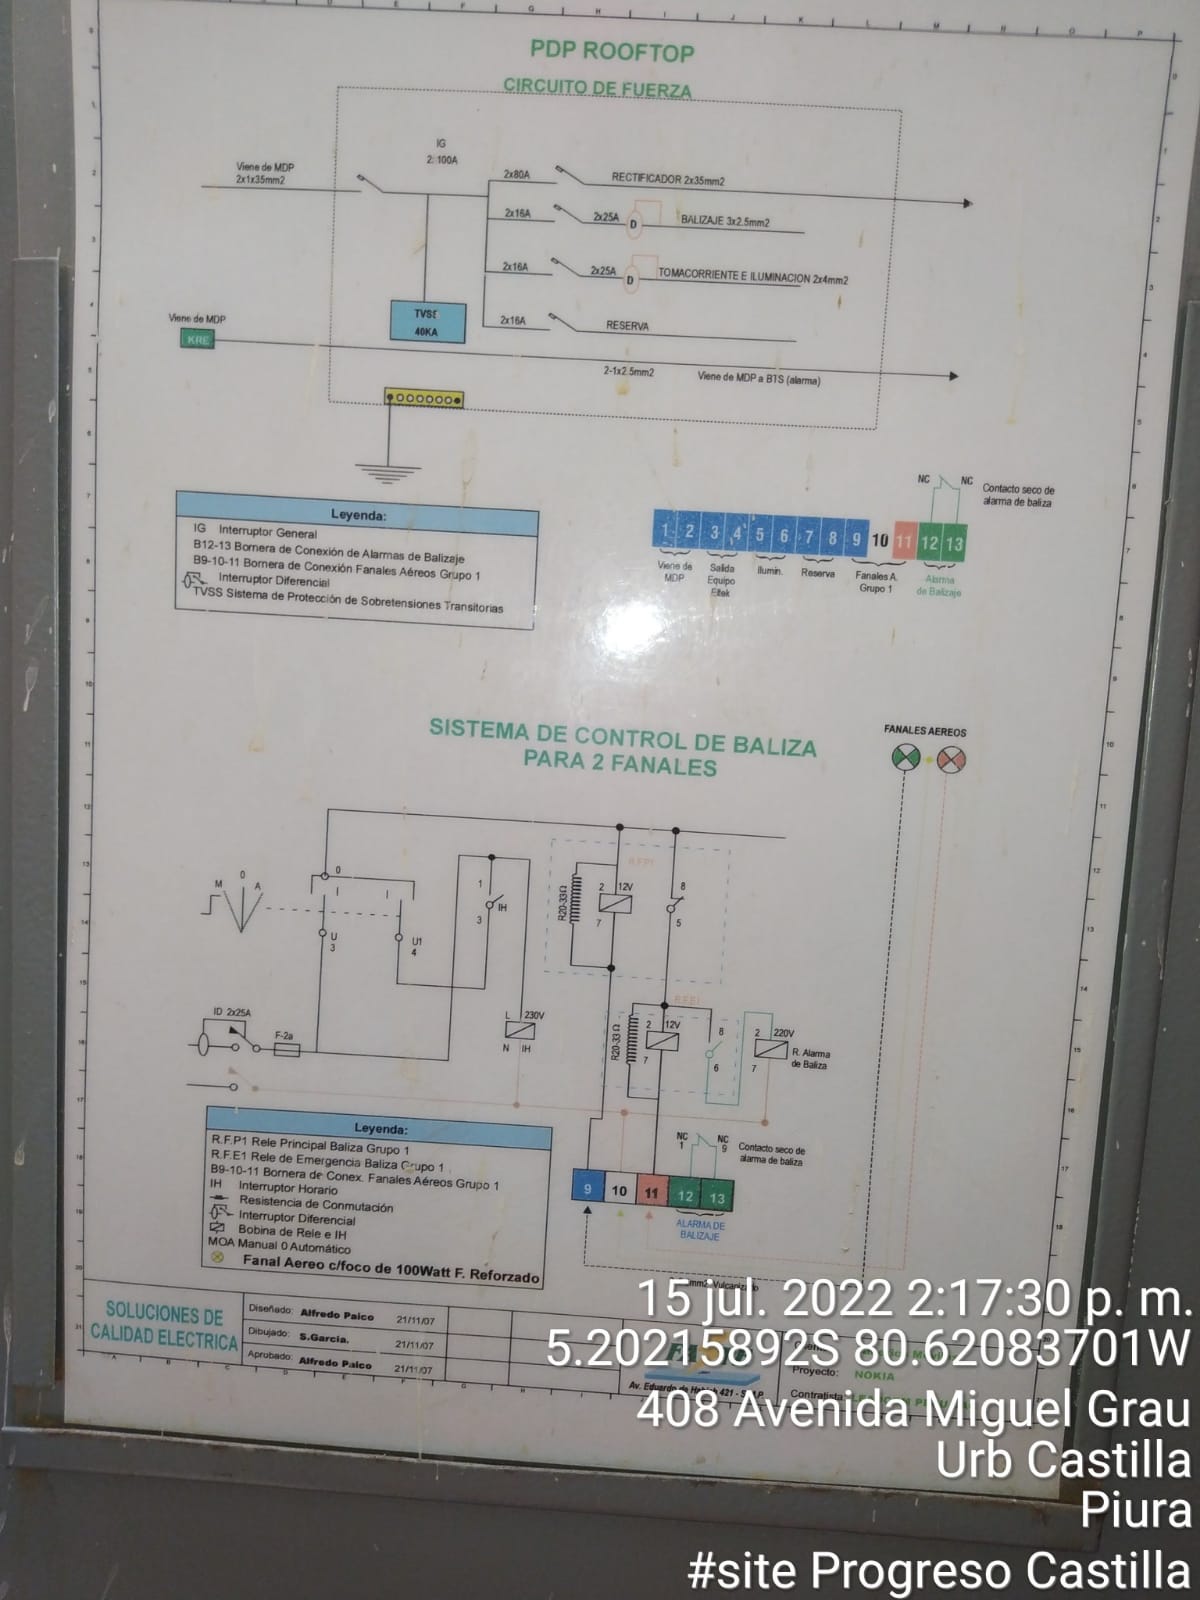 PDP ROOFTOP
CIRCUITO DE FUERZA
IG
2x100A
Viene de MDP
2x1x35mm2
2x80A
RECTIFICADOR 2x35mm2
2x16A
2x25A
D
BALIZAJE 3x2.5mm2
2x16A
2x25A
D
TOMACORRIENTE E ILUMINACION 2x4mm2
TVSS
40KA
2x16A
RESERVA
Viene de MDP
KRE
2-1x2.5mm2
Viene de MDP a BTS (alarma)
Leyenda:
IG Interruptor General
B12-13 Bornera de Conexión de Alarmas de Balizaje
B9-10-11 Bornera de Conexión Fanales Aéreos Grupo 1
Interruptor Diferencial
TVSS Sistema de Protección de Sobretensiones Transitorias
NC NC
Contacto seco de
alarma de baliza
1 2 3 4 5 6 7 8 9 10 11 12 13
Viene de
MDP
Salida
Equipo
Eltek
Ilumin.
Reserva
Fanales A.
Grupo 1
Alarma
de Balizaje
SISTEMA DE CONTROL DE BALIZA
PARA 2 FANALES
FANALES AEREOS
M 0 A
0
I I
U
3
U1
4
1
IH
3
R.F.P1
R20-33Ω
2 12V
7
8
5
ID 2x25A
F-2a
L 230V
N IH
R.F.E1
R20-33Ω
2 12V
7
8
6
2 220V
7
R. Alarma
de Baliza
NC
1
NC
9
Contacto seco de
alarma de baliza
9 10 11 12 13
ALARMA DE
BALIZAJE
Leyenda:
R.F.P1 Rele Principal Baliza Grupo 1
R.F.E1 Rele de Emergencia Baliza Grupo 1
B9-10-11 Bornera de Conex. Fanales Aéreos Grupo 1
IH Interruptor Horario
Resistencia de Conmutación
Interruptor Diferencial
Bobina de Rele e IH
MOA Manual 0 Automático
Fanal Aereo c/foco de 100Watt F. Reforzado
SOLUCIONES DE
CALIDAD ELECTRICA
Diseñado: Alfredo Paico 21/11/07
Dibujado: S.Garcia. 21/11/07
Aprobado: Alfredo Paico 21/11/07
Proyecto: NOKIA
Contratista:
15 jul. 2022 2:17:30 p. m.
5.20215892S 80.62083701W
408 Avenida Miguel Grau
Urb Castilla
Piura
#site Progreso Castilla